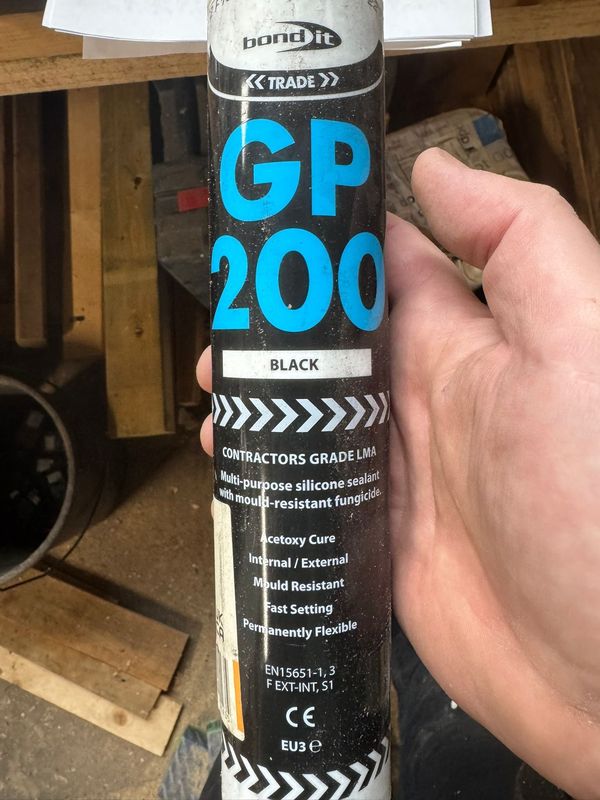 bond it
<< TRADE >>
GP
200
BLACK
CONTRACTORS GRADE LMA
Multi-purpose silicone sealant
with mould-resistant fungicide.
Acetoxy Cure
Internal / External
Mould Resistant
Fast Setting
Permanently Flexible
EN15651-1, 3
F EXT-INT, S1
CE
EU3 ℮